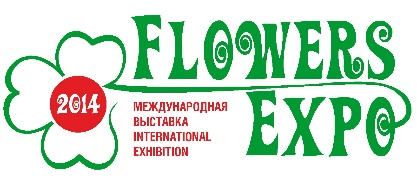 FLOWERS
EXPO
2014
МЕЖДУНАРОДНАЯ
ВЫСТАВКА
INTERNATIONAL
EXHIBITION